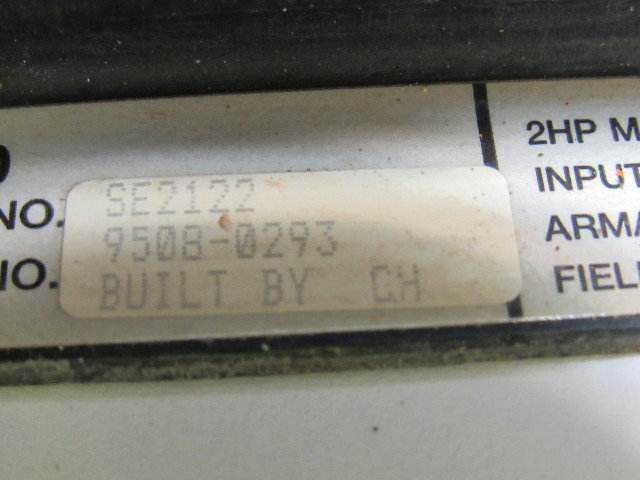 NO. SE2122
NO. 9508-0293
BUILT BY CH
2HP M
INPUT
ARMA
FIEL